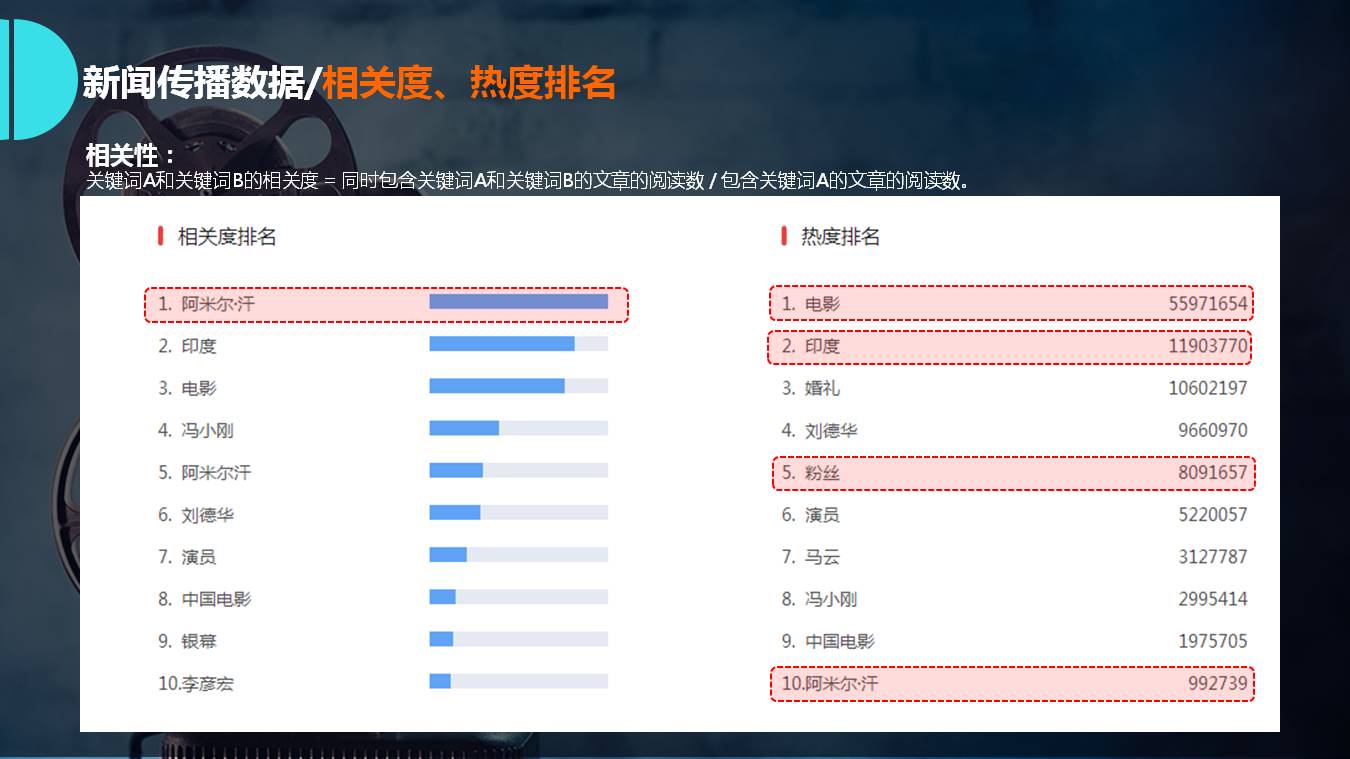 新闻传播数据/相关度、热度排名
相关性：
关键词A和关键词B的相关度 = 同时包含关键词A和关键词B的文章的阅读数 / 包含关键词A的文章的阅读数。
相关度排名
1. 阿米尔·汗
2. 印度
3. 电影
4. 冯小刚
5. 阿米尔汗
6. 刘德华
7. 演员
8. 中国电影
9. 银幕
10.李彦宏
热度排名
1. 电影 55971654
2. 印度 11903770
3. 婚礼 10602197
4. 刘德华 9660970
5. 粉丝 8091657
6. 演员 5220057
7. 马云 3127787
8. 冯小刚 2995414
9. 中国电影 1975705
10.阿米尔·汗 992739